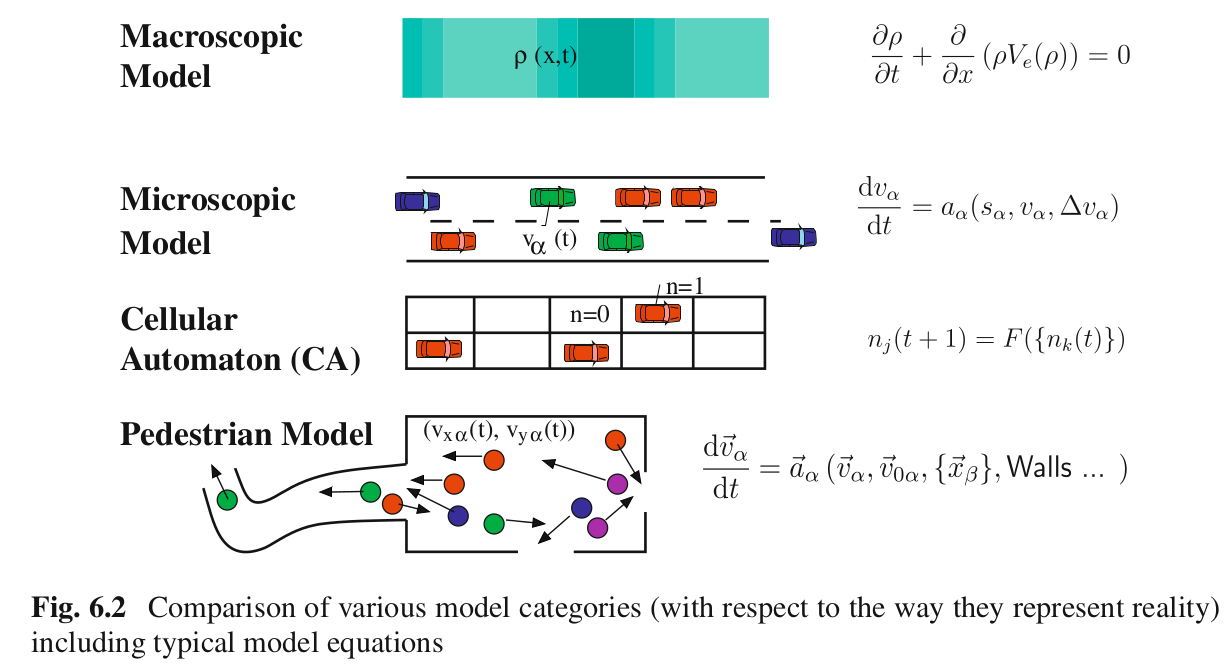 Macroscopic
Model
ρ (x,t)
∂ρ/∂t + ∂/∂x (ρVₑ(ρ)) = 0
Microscopic
Model
v_α (t)
dv_α/dt = a_α(s_α, v_α, Δv_α)
Cellular
Automaton (CA)
n=1
n=0
n_j(t + 1) = F({n_k(t)})
Pedestrian Model
(v_xα(t), v_yα(t))
dv⃗_α/dt = a⃗_α (v⃗_α, v⃗_0α, {x⃗_β}, Walls ... )
Fig. 6.2 Comparison of various model categories (with respect to the way they represent reality)
including typical model equations